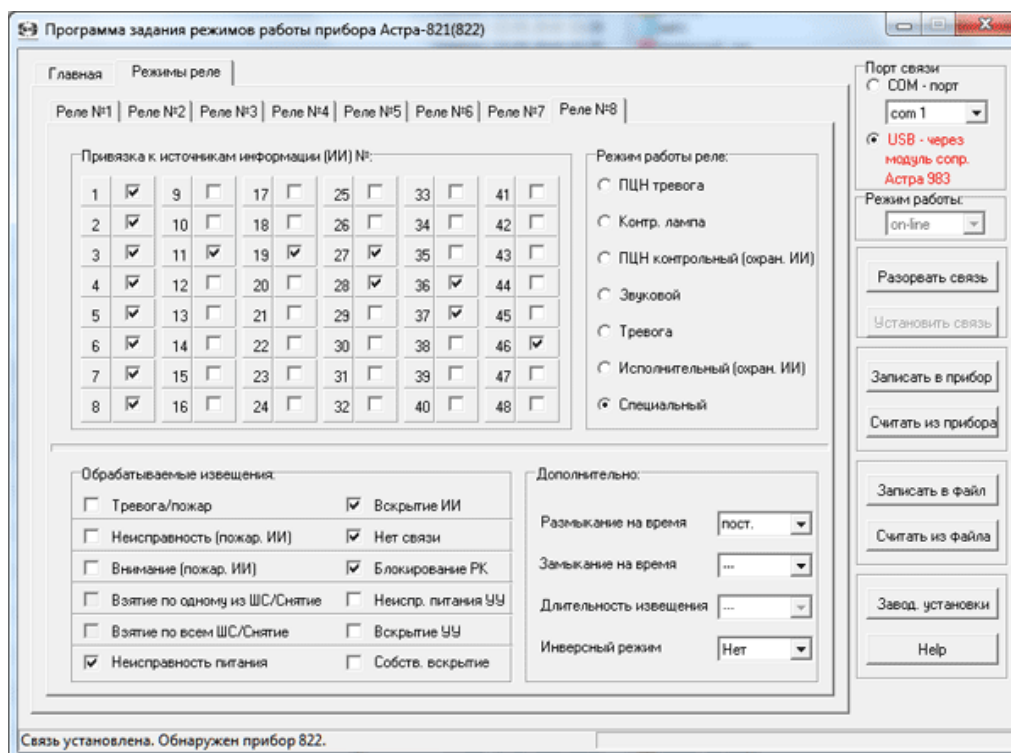 Программа задания режимов работы прибора Астра-821(822)
Главная Режимы реле
Реле №1 Реле №2 Реле №3 Реле №4 Реле №5 Реле №6 Реле №7 Реле №8
Привязка к источникам информации (ИИ) №:
1 9 17 25 33 41
2 10 18 26 34 42
3 11 19 27 35 43
4 12 20 28 36 44
5 13 21 29 37 45
6 14 22 30 38 46
7 15 23 31 39 47
8 16 24 32 40 48
Режим работы реле:
ПЦН тревога
Контр. лампа
ПЦН контрольный (охран. ИИ)
Звуковой
Тревога
Исполнительный (охран. ИИ)
Специальный
Обрабатываемые извещения:
Тревога/пожар Вскрытие ИИ
Неисправность (пожар. ИИ) Нет связи
Внимание (пожар. ИИ) Блокирование РК
Взятие по одному из ШС/Снятие Неиспр. питания УУ
Взятие по всем ШС/Снятие Вскрытие УУ
Неисправность питания Собств. вскрытие
Дополнительно:
Размыкание на время пост.
Замыкание на время ---
Длительность извещения ---
Инверсный режим Нет
Порт связи
COM - порт
com 1
USB - через
модуль сопр.
Астра 983
Режим работы:
on-line
Разорвать связь
Установить связь
Записать в прибор
Считать из прибора
Записать в файл
Считать из файла
Завод. установки
Help
Связь установлена. Обнаружен прибор 822.